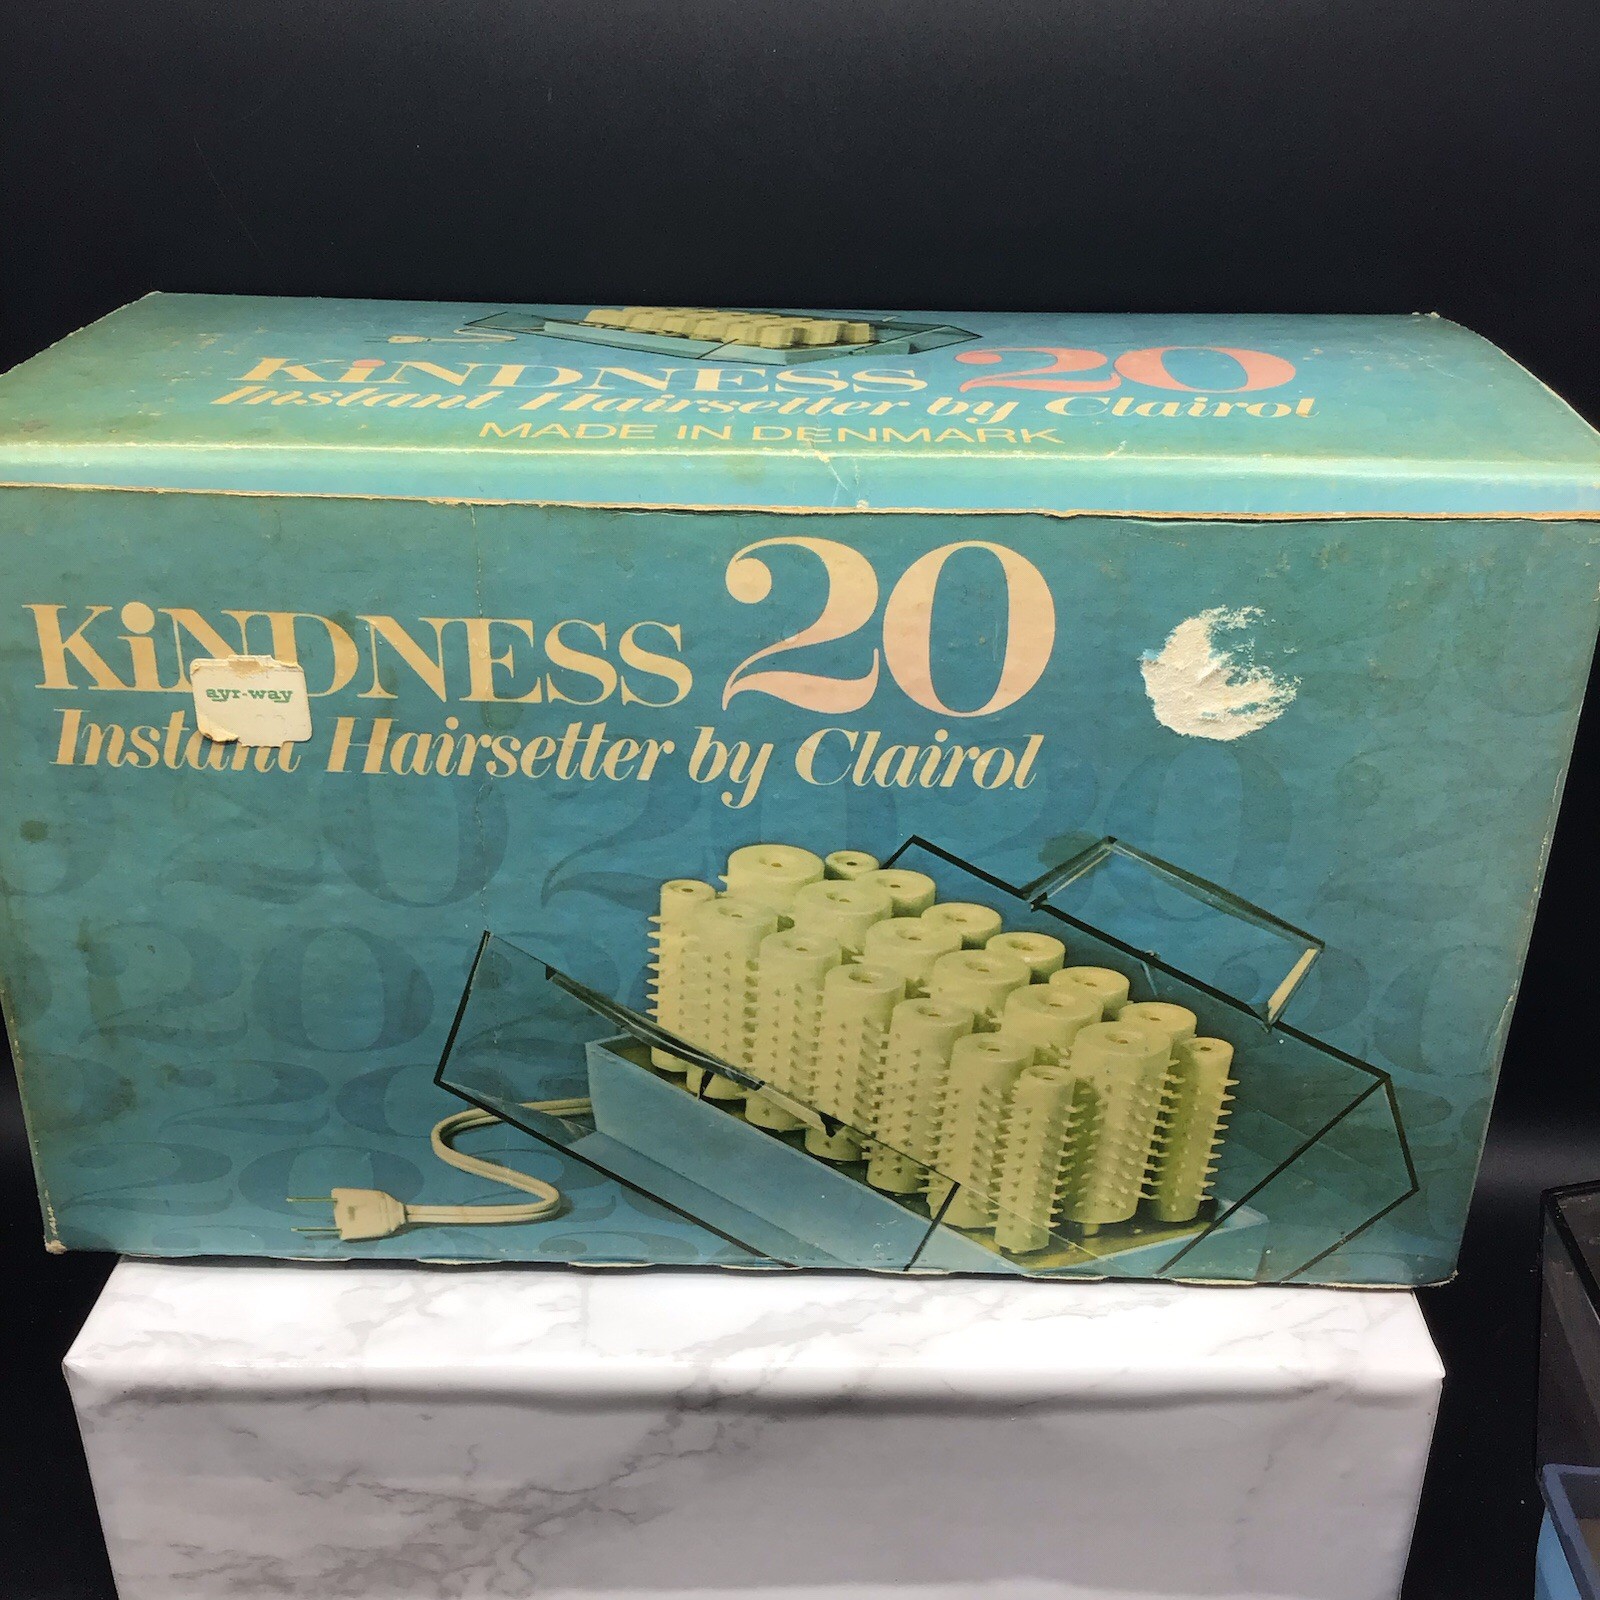 KiNDNESS 20
Instant Hairsetter by Clairol
MADE IN DENMARK
KiNDNESS 20
ayr-way
Instant Hairsetter by Clairol